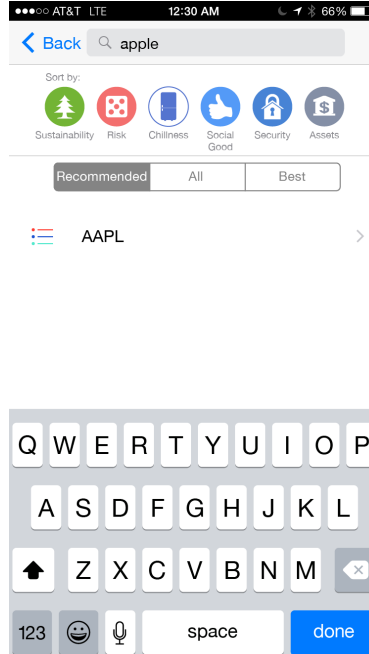 AT&T LTE 12:30 AM 66%
Back apple
Sort by:
Sustainability Risk Chillness Social Good Security Assets
Recommended All Best
AAPL
Q W E R T Y U I O P
A S D F G H J K L
Z X C V B N M
123 space done